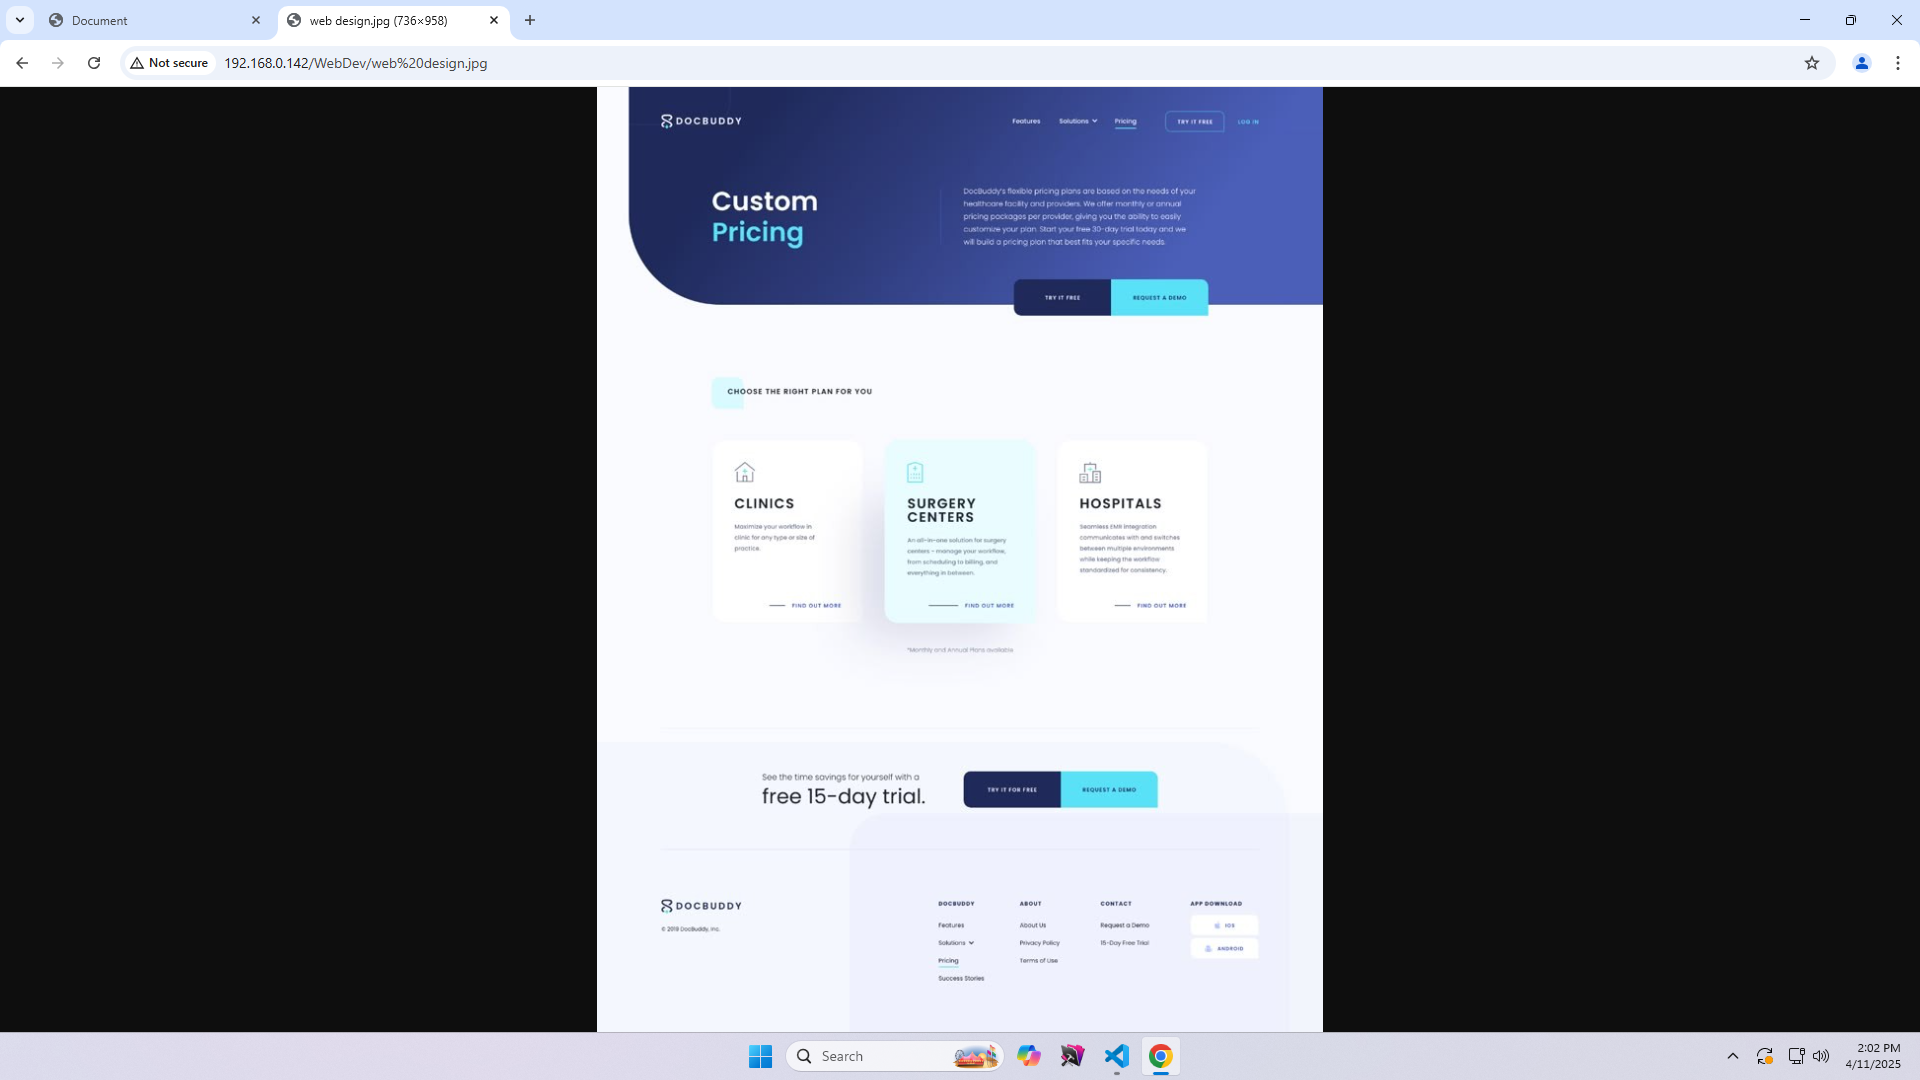 Document
web design.jpg (736×958)
Not secure
192.168.0.142/WebDev/web%20design.jpg
DOCBUDDY
Features
Solutions
Pricing
TRY IT FREE
LOG IN
Custom
Pricing
DocBuddy's flexible pricing plans are based on the needs of your
healthcare facility and providers. We offer monthly or annual
pricing packages per provider, giving you the ability to easily
customize your plan. Start your free 30-day trial today and we
will build a pricing plan that best fits your specific needs.
TRY IT FREE
REQUEST A DEMO
CHOOSE THE RIGHT PLAN FOR YOU
CLINICS
Maximize your workflow in
clinic for any type or size of
practice.
FIND OUT MORE
SURGERY
CENTERS
An all-in-one solution for surgery
centers - manage your workflow,
from scheduling to billing, and
everything in between.
FIND OUT MORE
HOSPITALS
Seamless EMR integration
communicates with and switches
between multiple environments
while keeping the workflow
standardized for consistency.
FIND OUT MORE
*Monthly and Annual Plans available
See the time savings for yourself with a
free 15-day trial.
TRY IT FOR FREE
REQUEST A DEMO
DOCBUDDY
© 2019 DocBuddy, Inc.
DOCBUDDY
Features
Solutions
Pricing
Success Stories
ABOUT
About Us
Privacy Policy
Terms of Use
CONTACT
Request a Demo
15-Day Free Trial
APP DOWNLOAD
IOS
ANDROID
Search
2:02 PM
4/11/2025